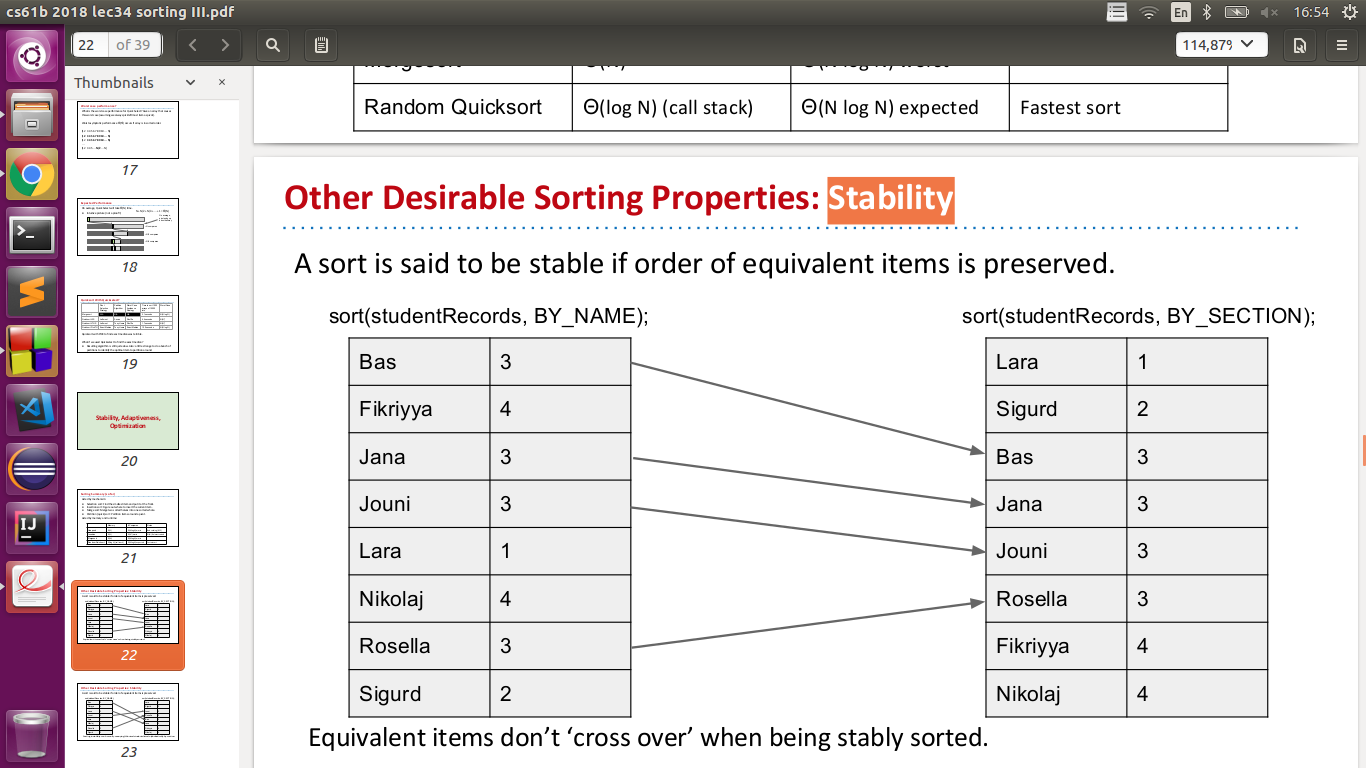 cs61b 2018 lec34 sorting III.pdf
En
16:54
22 of 39
114,87%
Thumbnails
17
18
19
Stability, Adaptiveness,
Optimization
20
21
22
23
Random Quicksort Θ(log N) (call stack) Θ(N log N) expected Fastest sort
Other Desirable Sorting Properties: Stability
A sort is said to be stable if order of equivalent items is preserved.
sort(studentRecords, BY_NAME); sort(studentRecords, BY_SECTION);
Bas 3 Lara 1
Fikriyya 4 Sigurd 2
Jana 3 Bas 3
Jouni 3 Jana 3
Lara 1 Jouni 3
Nikolaj 4 Rosella 3
Rosella 3 Fikriyya 4
Sigurd 2 Nikolaj 4
Equivalent items don’t ‘cross over’ when being stably sorted.